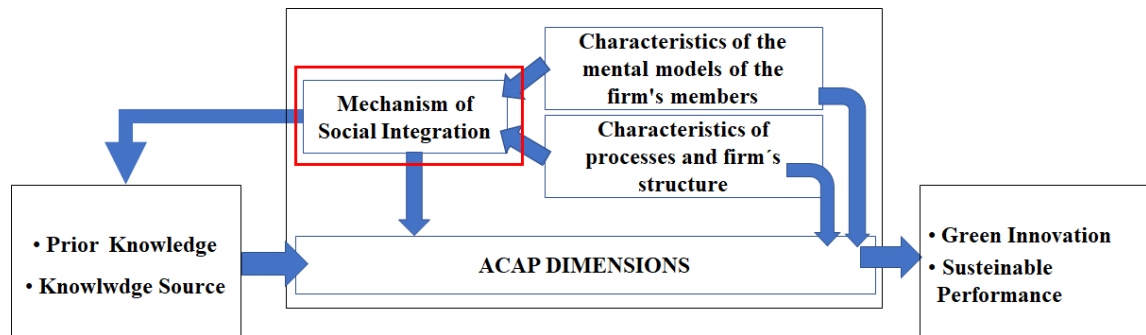 Characteristics of the
mental models of the
firm's members
Mechanism of
Social Integration
Characteristics of
processes and firm´s
structure
• Prior Knowledge
• Knowlwdge Source
ACAP DIMENSIONS
• Green Innovation
• Susteinable
Performance